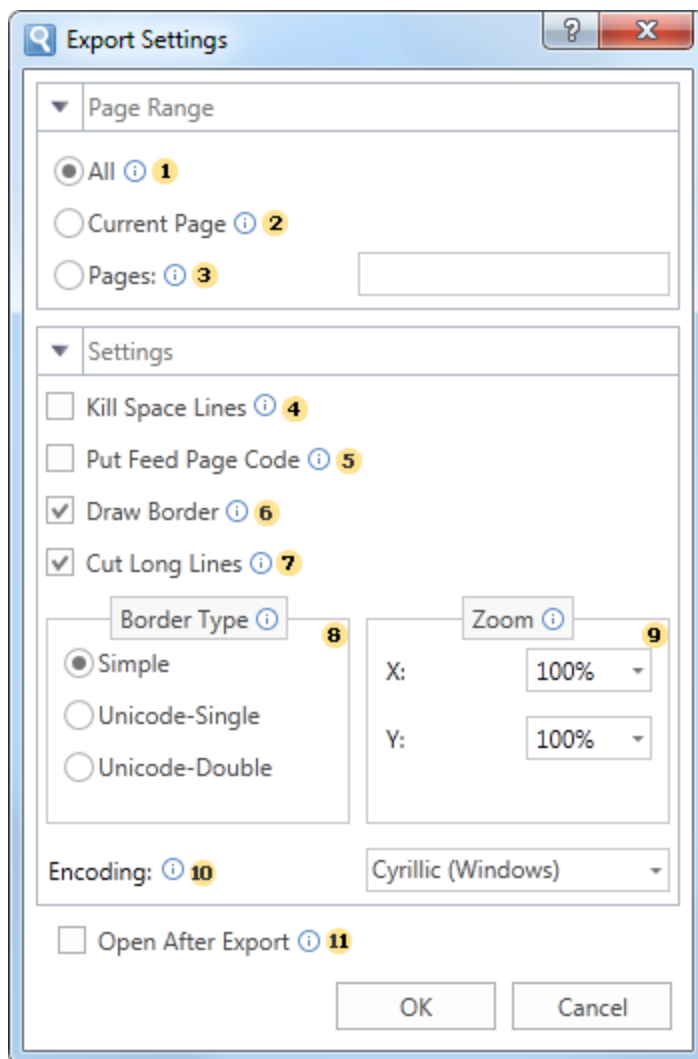 Export Settings ?
Page Range
All 1
Current Page 2
Pages: 3
Settings
Kill Space Lines 4
Put Feed Page Code 5
Draw Border 6
Cut Long Lines 7
Border Type 8
Simple
Unicode-Single
Unicode-Double
Zoom 9
X: 100%
Y: 100%
Encoding: 10 Cyrillic (Windows)
Open After Export 11
OK Cancel